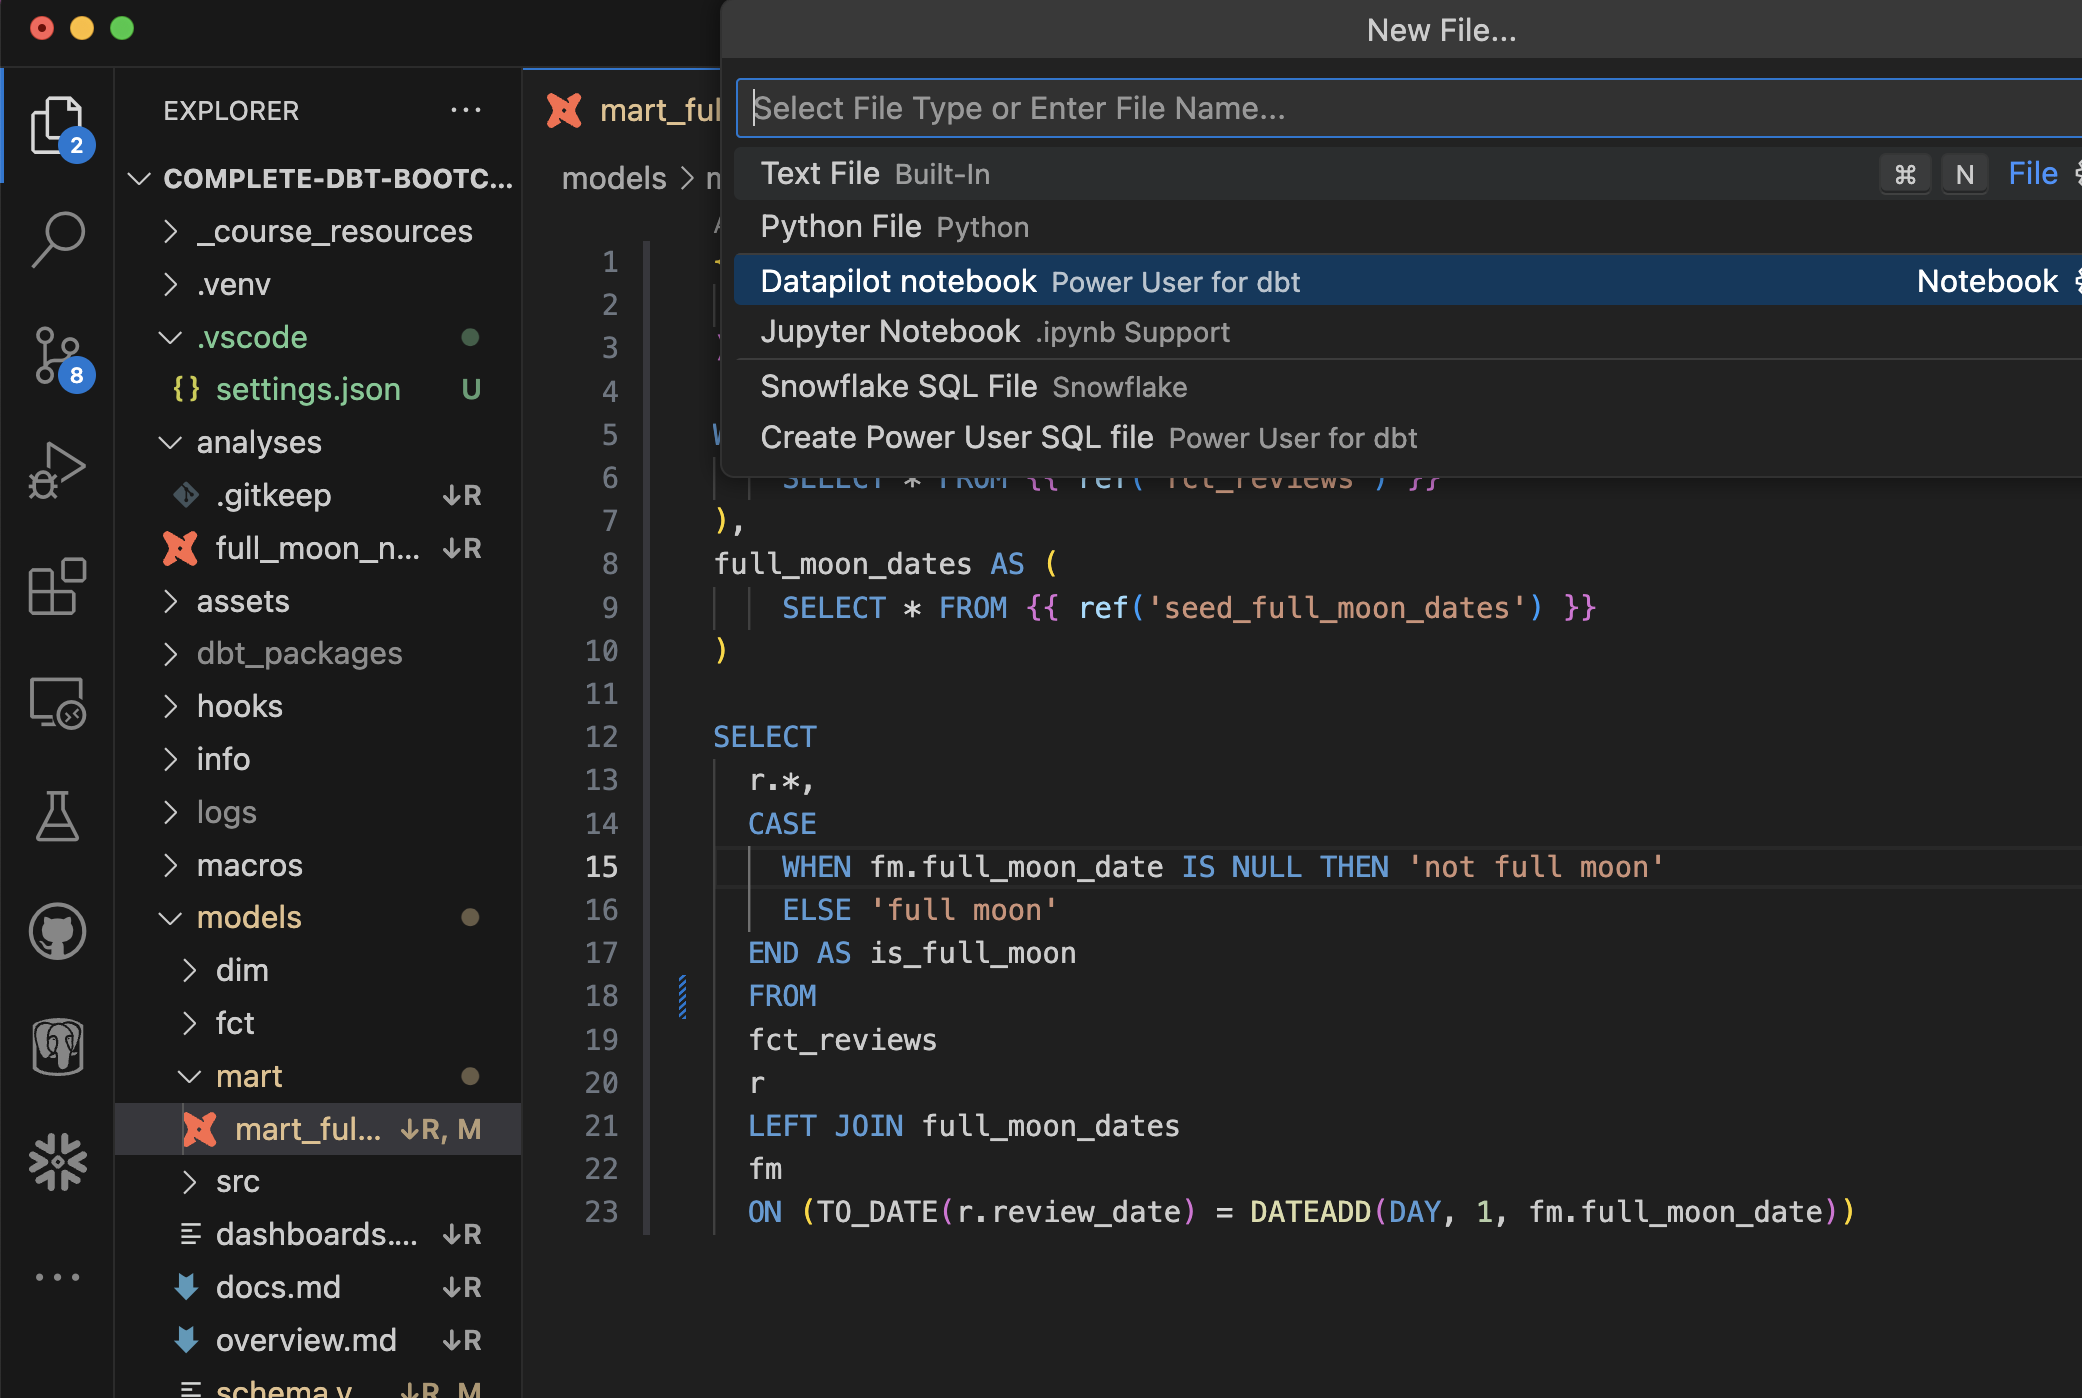 New File...
Select File Type or Enter File Name...
Text File Built-In ⌘ N File
Python File Python
Datapilot notebook Power User for dbt Notebook
Jupyter Notebook .ipynb Support
Snowflake SQL File Snowflake
Create Power User SQL file Power User for dbt
2
8
EXPLORER ...
COMPLETE-DBT-BOOTC...
_course_resources
.venv
.vscode
{} settings.json U
analyses
.gitkeep ↓R
full_moon_n... ↓R
assets
dbt_packages
hooks
info
logs
macros
models
dim
fct
mart
mart_ful... ↓R, M
src
dashboards.... ↓R
docs.md ↓R
overview.md ↓R
schema.y ↓R M
mart_ful
models >
1
2
3
4
5
6 SELECT * FROM {{ ref('fct_reviews') }}
7 ),
8 full_moon_dates AS (
9 SELECT * FROM {{ ref('seed_full_moon_dates') }}
10 )
11
12 SELECT
13 r.*,
14 CASE
15 WHEN fm.full_moon_date IS NULL THEN 'not full moon'
16 ELSE 'full moon'
17 END AS is_full_moon
18 FROM
19 fct_reviews
20 r
21 LEFT JOIN full_moon_dates
22 fm
23 ON (TO_DATE(r.review_date) = DATEADD(DAY, 1, fm.full_moon_date))